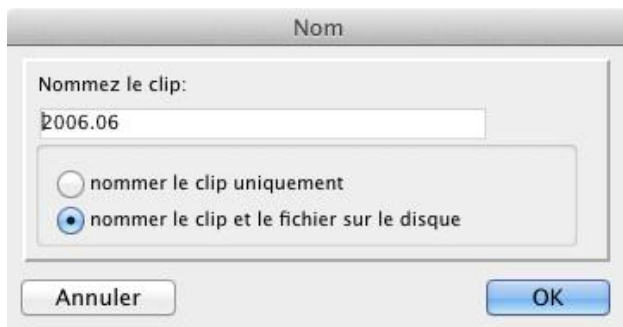 Nom
Nommez le clip:
2006.06
nommer le clip uniquement
nommer le clip et le fichier sur le disque
Annuler
OK